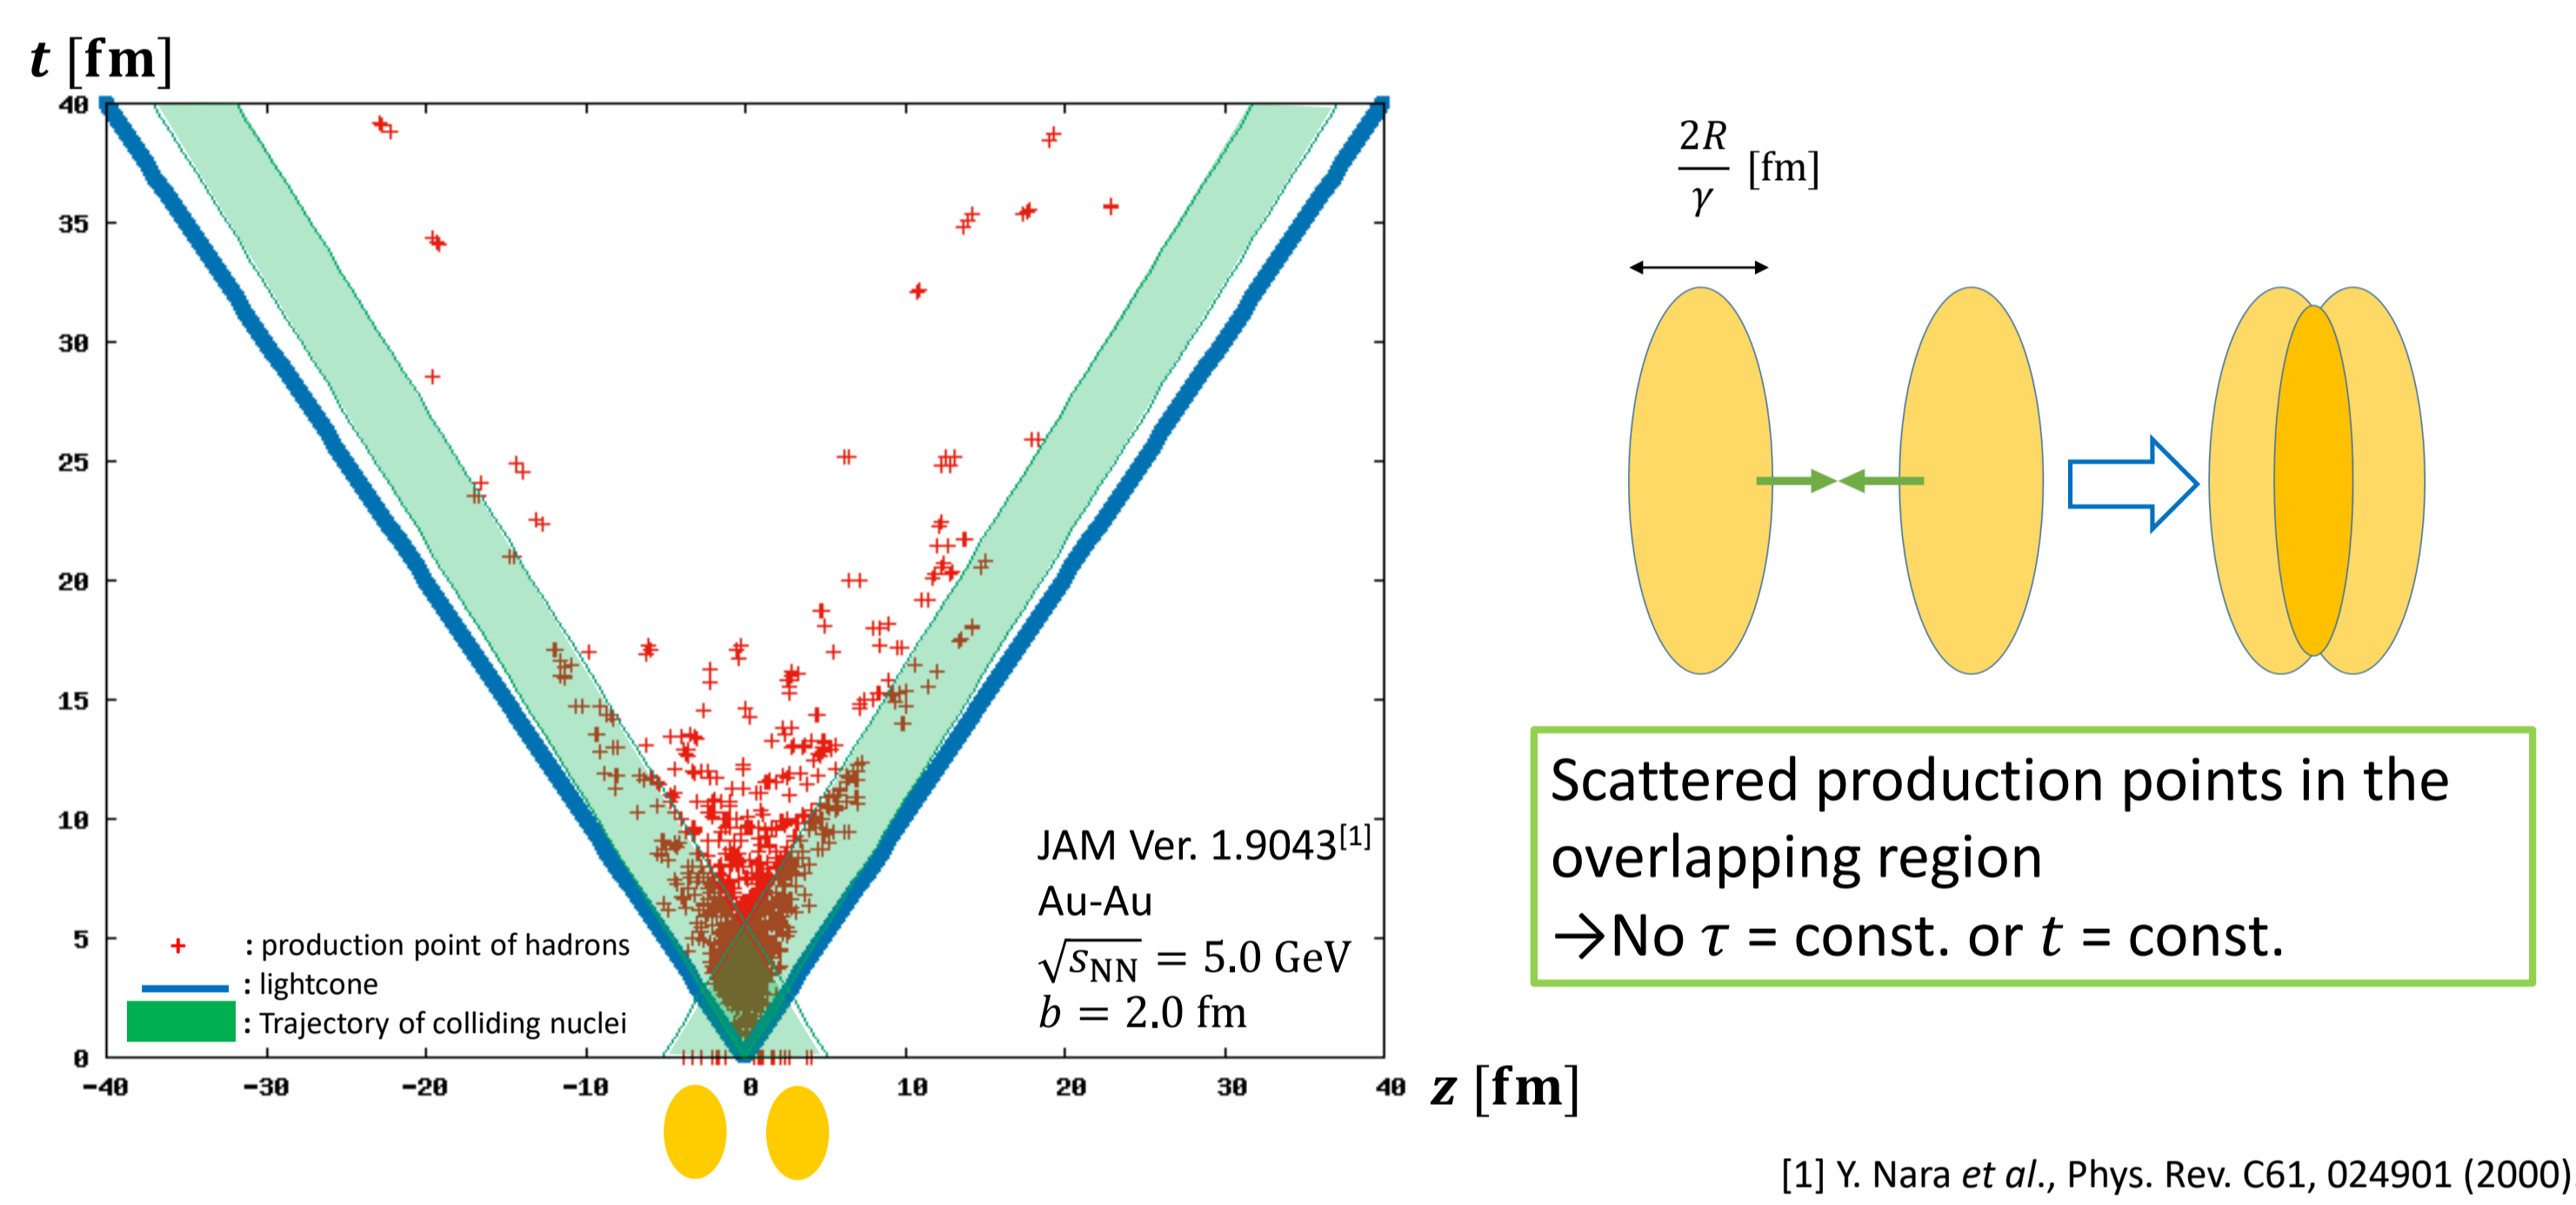 t [fm]
40
35
30
25
20
15
10
5
0
-40 -30 -20 -10 0 10 20 30 40
z [fm]
+ : production point of hadrons
: lightcone
: Trajectory of colliding nuclei
JAM Ver. 1.9043[1]
Au-Au
√sNN = 5.0 GeV
b = 2.0 fm
2R/γ [fm]
Scattered production points in the
overlapping region
→No τ = const. or t = const.
[1] Y. Nara et al., Phys. Rev. C61, 024901 (2000)